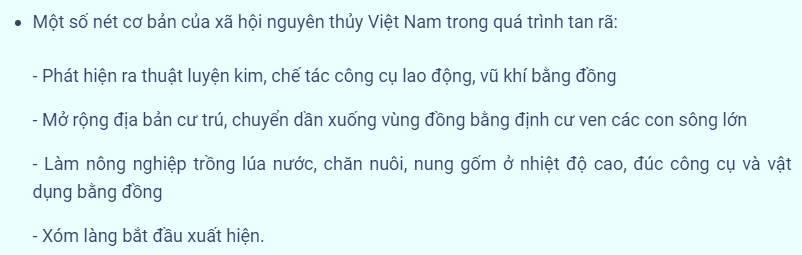 • Một số nét cơ bản của xã hội nguyên thủy Việt Nam trong quá trình tan rã:
- Phát hiện ra thuật luyện kim, chế tác công cụ lao động, vũ khí bằng đồng
- Mở rộng địa bản cư trú, chuyển dần xuống vùng đồng bằng định cư ven các con sông lớn
- Làm nông nghiệp trồng lúa nước, chăn nuôi, nung gốm ở nhiệt độ cao, đúc công cụ và vật
dụng bằng đồng
- Xóm làng bắt đầu xuất hiện.